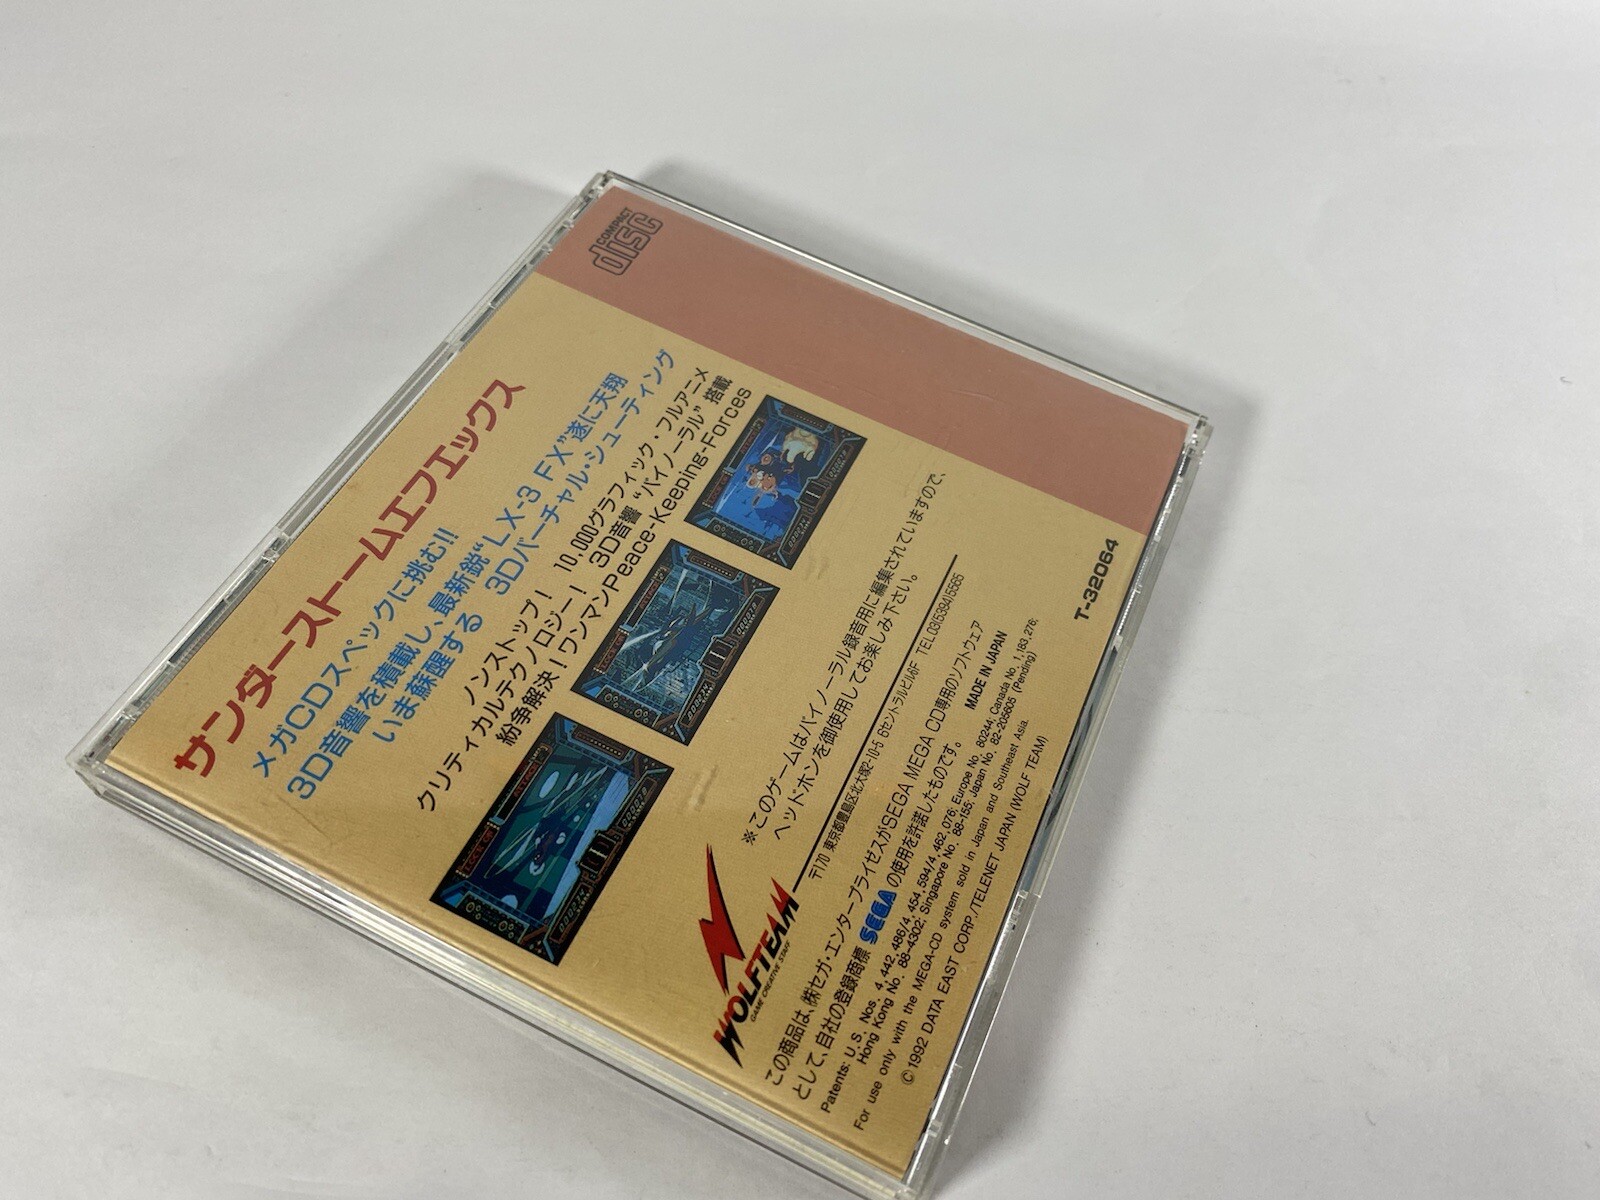 COMPACT
disc
サンダーストームエフエックス
メガCDスペックに挑む!!
3D音響を積載し、最新鋭“LX-3 FX”遂に天翔
いま蘇醒する 3Dバーチャル・シューティング
ノンストップ! 10,000グラフィック・フルアニメ
クリティカルテクノロジー! 3D音響“バイノーラル”搭載
紛争解決!ワンマンPeace-Keeping-Forces
※このゲームはバイノーラル録音用に編集されていますので、
ヘッドホンを御使用してお楽しみ下さい。
WOLFTEAM
GAME CREATIVE STAFF
〒170 東京都豊島区北大塚2-10-5 6セントラルビル6F TEL.03(5394)5565
この商品は、(株)セガ・エンタープライゼスがSEGA MEGA CD専用のソフトウェア
として、自社の登録商標 SEGA の使用を許諾したものです。
MADE IN JAPAN
Patents: U.S. Nos. 4,442,486/4,454,594/4,462,076; Europe No. 80244; Canada No. 1,183,276;
Hong Kong No. 88-4302; Singapore No. 88-155; Japan No. 82-205605 (Pending)
For use only with the MEGA-CD system sold in Japan and Southeast Asia.
© 1992 DATA EAST CORP./TELENET JAPAN (WOLF TEAM)
T-32064